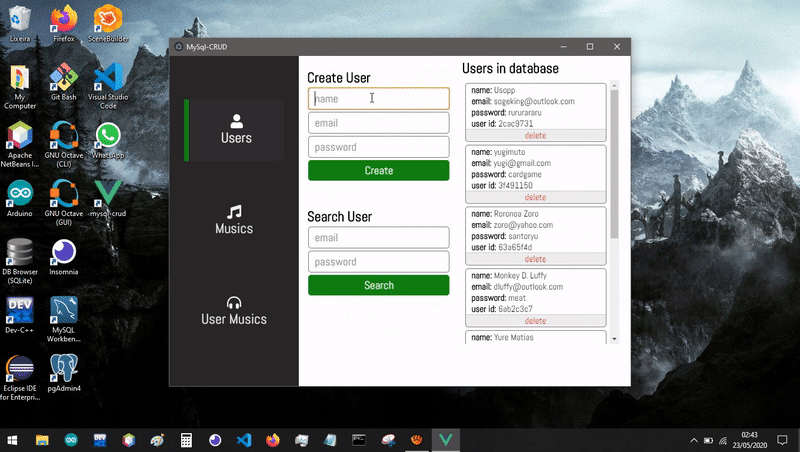 Lixeira
Firefox
SceneBuilder
My
Computer
Git Bash
Visual Studio
Code
Apache
NetBeans I...
GNU Octave
(CLI)
WhatsApp
Arduino
GNU Octave
(GUI)
mysql-crud
DB Browser
(SQLite)
Insomnia
Dev-C++
MySQL
Workben...
Eclipse IDE
for Enterpri...
pgAdmin4
MySql-CRUD
Users
Musics
User Musics
Create User
name
email
password
Create
Search User
email
password
Search
Users in database
name: Usopp
email: sogeking@outlook.com
password: rururaruru
user id: 2cac9731
delete
name: yugimuto
email: yugi@gmail.com
password: cardgame
user id: 3f491150
delete
name: Roronoa Zoro
email: zoro@yahoo.com
password: santoryu
user id: 63a65f4d
delete
name: Monkey D. Luffy
email: dluffy@outlook.com
password: meat
user id: 6ab2c3c7
delete
name: Yure Matias
02:43
23/05/2020